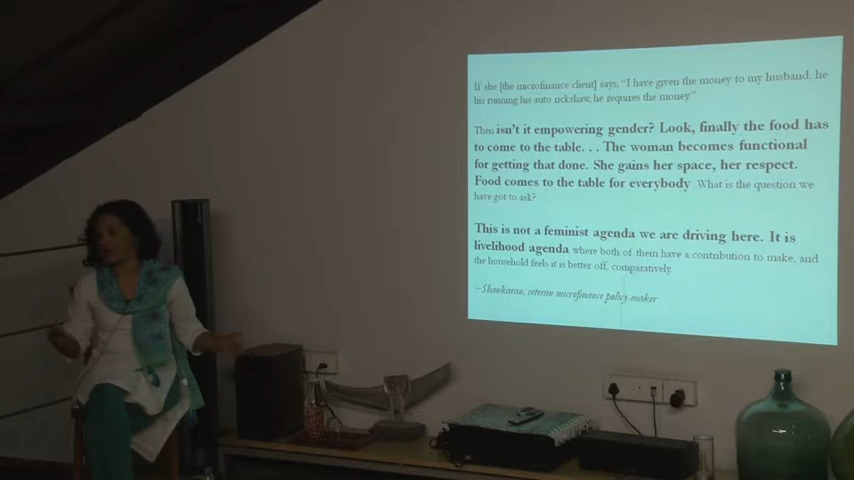 If she [the microfinance client] says, "I have given the money to my husband, he
is running his auto rickshaw, he requires the money."
Then isn't it empowering gender? Look, finally the food has
to come to the table. . . The woman becomes functional
for getting that done. She gains her space, her respect.
Food comes to the table for everybody. What is the question we
have got to ask?
This is not a feminist agenda we are driving here. It is
livelihood agenda where both of them have a contribution to make, and
the household feels it is better off, comparatively.
veteran microfinance policy-maker